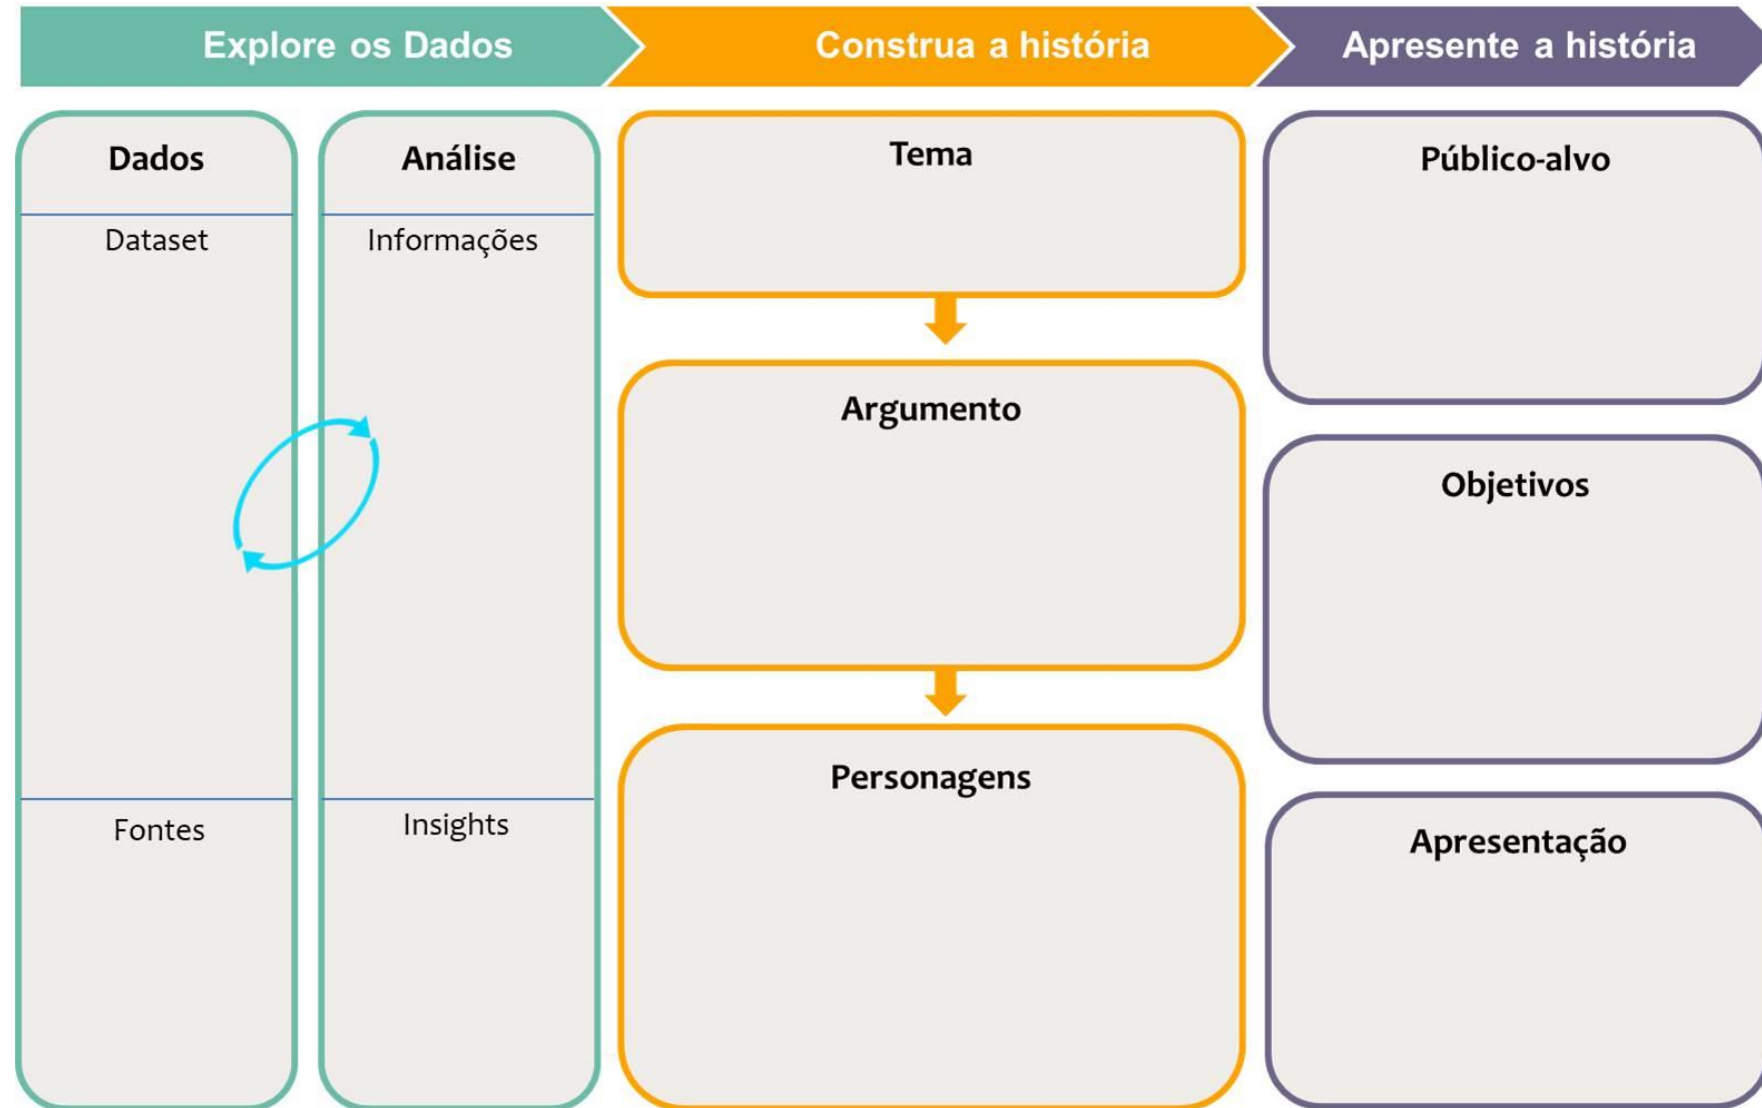 Explore os Dados
Construa a história
Apresente a história
Dados
Dataset
Fontes
Análise
Informações
Insights
Tema
Argumento
Personagens
Público-alvo
Objetivos
Apresentação